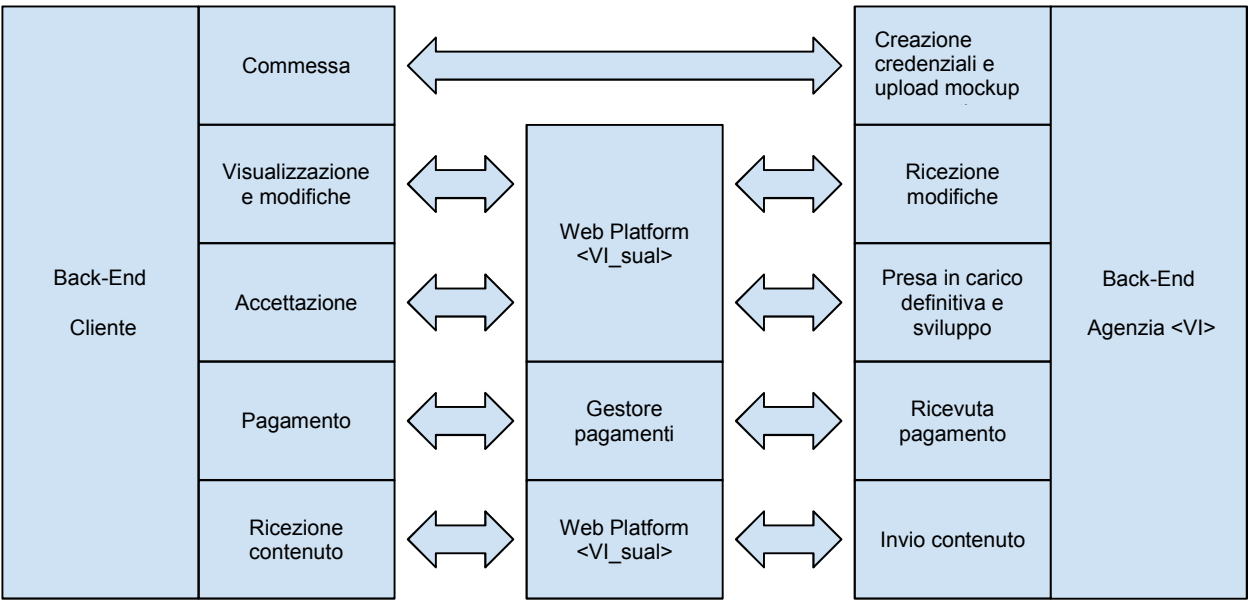 Back-End
Cliente
Commessa
Visualizzazione
e modifiche
Accettazione
Pagamento
Ricezione
contenuto
Web Platform
<VI_sual>
Gestore
pagamenti
Web Platform
<VI_sual>
Creazione
credenziali e
upload mockup
Ricezione
modifiche
Presa in carico
definitiva e
sviluppo
Ricevuta
pagamento
Invio contenuto
Back-End
Agenzia <VI>